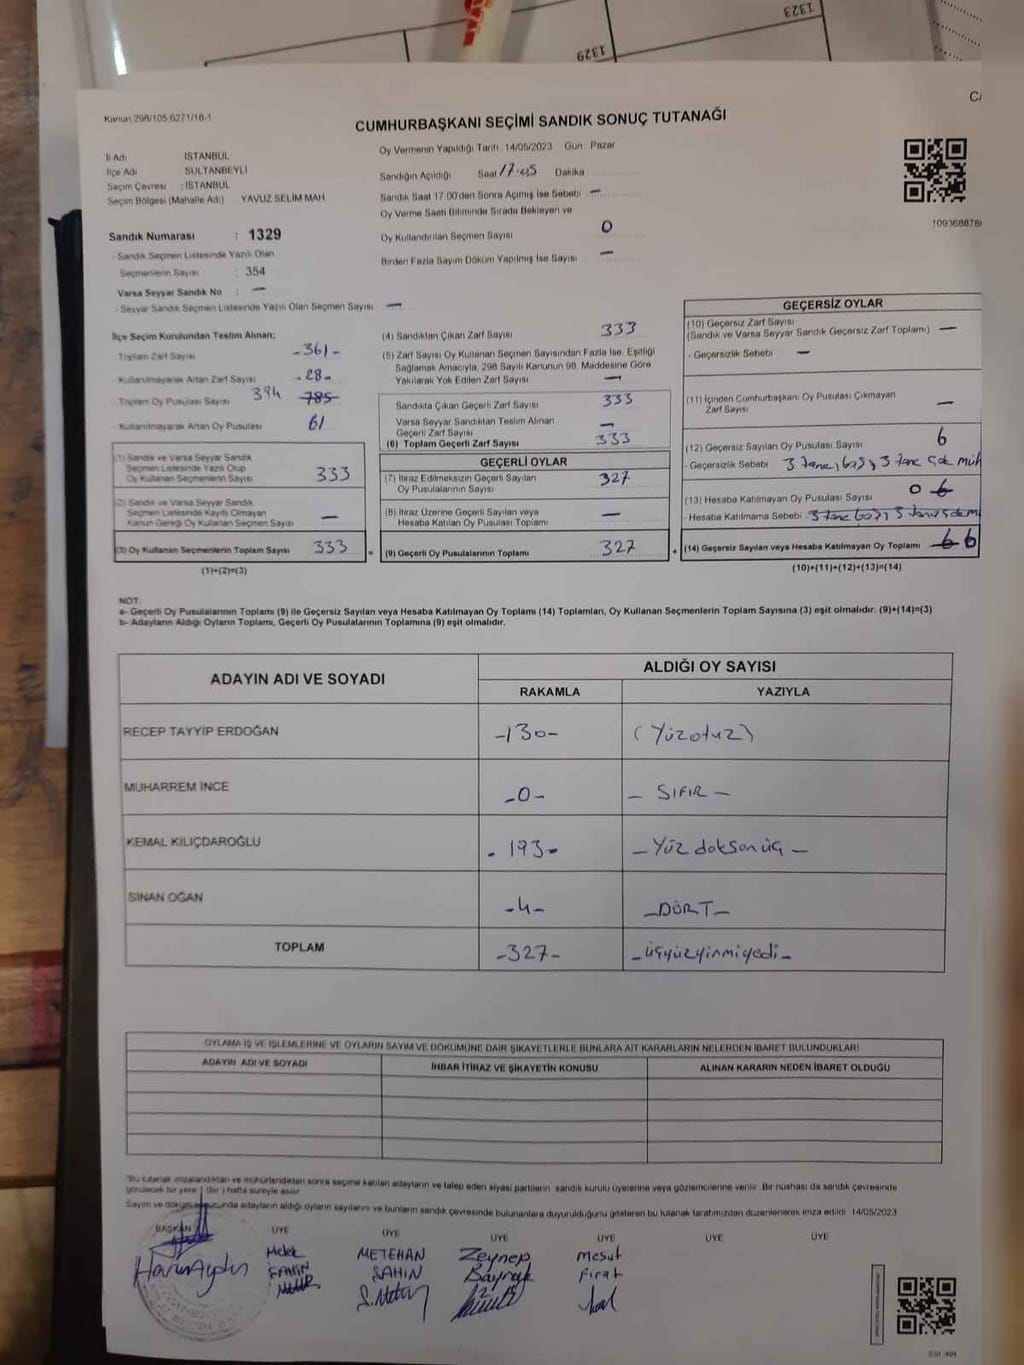 1323
1329
Kanun 298/105,6271/18-1
CUMHURBAŞKANI SEÇİMİ SANDIK SONUÇ TUTANAĞI
İl Adı İSTANBUL
İlçe Adı SULTANBEYLİ
Seçim Çevresi : İSTANBUL
Seçim Bölgesi (Mahalle Adı) YAVUZ SELİM MAH.
Sandık Numarası : 1329
- Sandık Seçmen Listesinde Yazılı Olan
Seçmenlerin Sayısı : 354
Varsa Seyyar Sandık No : —
- Seyyar Sandık Seçmen Listesinde Yazılı Olan Seçmen Sayısı —
Oy Vermenin Yapıldığı Tarih 14/05/2023 Gün Pazar
Sandığın Açıldığı Saat 17.45 Dakika
Sandık Saat 17:00'den Sonra Açılmış İse Sebebi —
Oy Verme Saati Bitiminde Sırada Bekleyen ve
Oy Kullandırılan Seçmen Sayısı 0
Birden Fazla Sayım Döküm Yapılmış İse Sayısı —
İlçe Seçim Kurulundan Teslim Alınan;
Toplam Zarf Sayısı -361-
Kullanılmayarak Artan Zarf Sayısı -28-
Toplam Oy Pusulası Sayısı 394 785
- Kullanılmayarak Artan Oy Pusulası 61
(1) Sandık ve Varsa Seyyar Sandık
Seçmen Listesinde Yazılı Olup
Oy Kullanan Seçmenlerin Sayısı 333
(2) Sandık ve Varsa Seyyar Sandık
Seçmen Listesinde Kayıtlı Olmayan
Kanun Gereği Oy Kullanan Seçmen Sayısı —
(3) Oy Kullanan Seçmenlerin Toplam Sayısı 333
(1)+(2)=(3)
(4) Sandıktan Çıkan Zarf Sayısı 333
(5) Zarf Sayısı Oy Kullanan Seçmen Sayısından Fazla İse, Eşitliği
Sağlamak Amacıyla, 298 Sayılı Kanunun 98. Maddesine Göre
Yakılarak Yok Edilen Zarf Sayısı —
Sandıkta Çıkan Geçerli Zarf Sayısı 333
Varsa Seyyar Sandıktan Teslim Alınan
Geçerli Zarf Sayısı —
(6) Toplam Geçerli Zarf Sayısı 333
GEÇERLİ OYLAR
(7) İtiraz Edilmeksizin Geçerli Sayılan
Oy Pusulalarının Sayısı 327
(8) İtiraz Üzerine Geçerli Sayılan veya
Hesaba Katılan Oy Pusulası Toplamı —
= (9) Geçerli Oy Pusulalarının Toplamı 327
1093688786
GEÇERSİZ OYLAR
(10) Geçersiz Zarf Sayısı
(Sandık ve Varsa Seyyar Sandık Geçersiz Zarf Toplamı) —
- Geçersizlik Sebebi —
(11) İçinden Cumhurbaşkanı Oy Pusulası Çıkmayan
Zarf Sayısı —
(12) Geçersiz Sayılan Oy Pusulası Sayısı 6
- Geçersizlik Sebebi 3 tane boş, 3 tane çok müh
(13) Hesaba Katılmayan Oy Pusulası Sayısı 0 6
- Hesaba Katılmama Sebebi 3 tane boş, 3
+ (14) Geçersiz Sayılan veya Hesaba Katılmayan Oy Toplamı 6 6
(10)+(11)+(12)+(13)=(14)
NOT:
a- Geçerli Oy Pusulalarının Toplamı (9) ile Geçersiz Sayılan veya Hesaba Katılmayan Oy Toplamı (14) Toplamları, Oy Kullanan Seçmenlerin Toplam Sayısına (3) eşit olmalıdır. (9)+(14)=(3)
b- Adayların Aldığı Oyların Toplamı, Geçerli Oy Pusulalarının Toplamına (9) eşit olmalıdır.
ADAYIN ADI VE SOYADI
ALDIĞI OY SAYISI
RAKAMLA YAZIYLA
RECEP TAYYİP ERDOĞAN -130- (Yüzotuz)
MUHARREM İNCE -0- - SIFIR -
KEMAL KILIÇDAROĞLU - 193- - Yüz doksanüç -
SİNAN OĞAN -4- -DÖRT-
TOPLAM -327- -üçyüzyirmiyedi-
OYLAMA İŞ VE İŞLEMLERİNE VE OYLARIN SAYIM VE DÖKÜMÜNE DAİR ŞİKAYETLERLE BUNLARA AİT KARARLARIN NELERDEN İBARET BULUNDUKLARI
ADAYIN ADI VE SOYADI İHBAR İTİRAZ VE ŞİKAYETİN KONUSU ALINAN KARARIN NEDEN İBARET OLDUĞU
"Bu tutanak imzalandıktan ve mühürlendikten sonra seçime katılan adayların ve talep eden siyasi partilerin sandık kurulu üyelerine veya gözlemcilerine verilir. Bir nüshası da sandık çevresinde
görülecek bir yere 1 (bir) hafta süreyle asılır
Sayım ve döküm sonucunda adayların aldığı oyların sayılarını ve bunların sandık çevresinde bulunanlara duyurulduğunu gösteren bu tutanak tarafımızdan düzenlenerek imza edildi. 14/05/2023
BAŞKAN ÜYE ÜYE ÜYE ÜYE ÜYE ÜYE
Harun Aydın
Melek ŞAHİN
METEHAN ŞAHİN
Zeynep Bayrak
Mesut Fırat